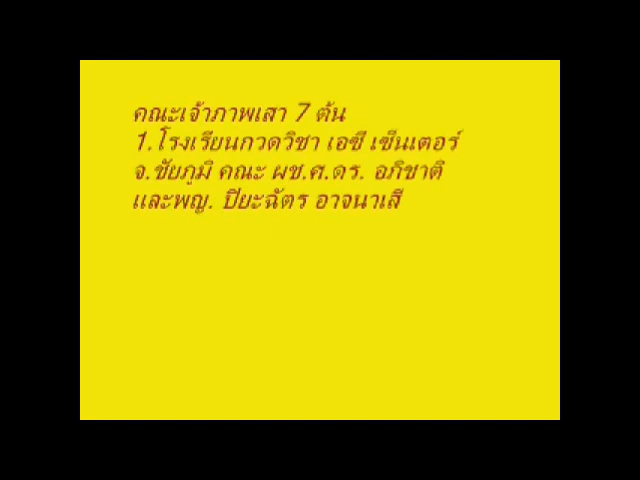 คณะเจ้าภาพเสา 7 ต้น
1.โรงเรียนกวดวิชา เอซี เซ็นเตอร์
จ.ชัยภูมิ คณะ ผช.ศ.ดร. อภิชาติ
และพญ. ปิยะฉัตร อาจนาเสี